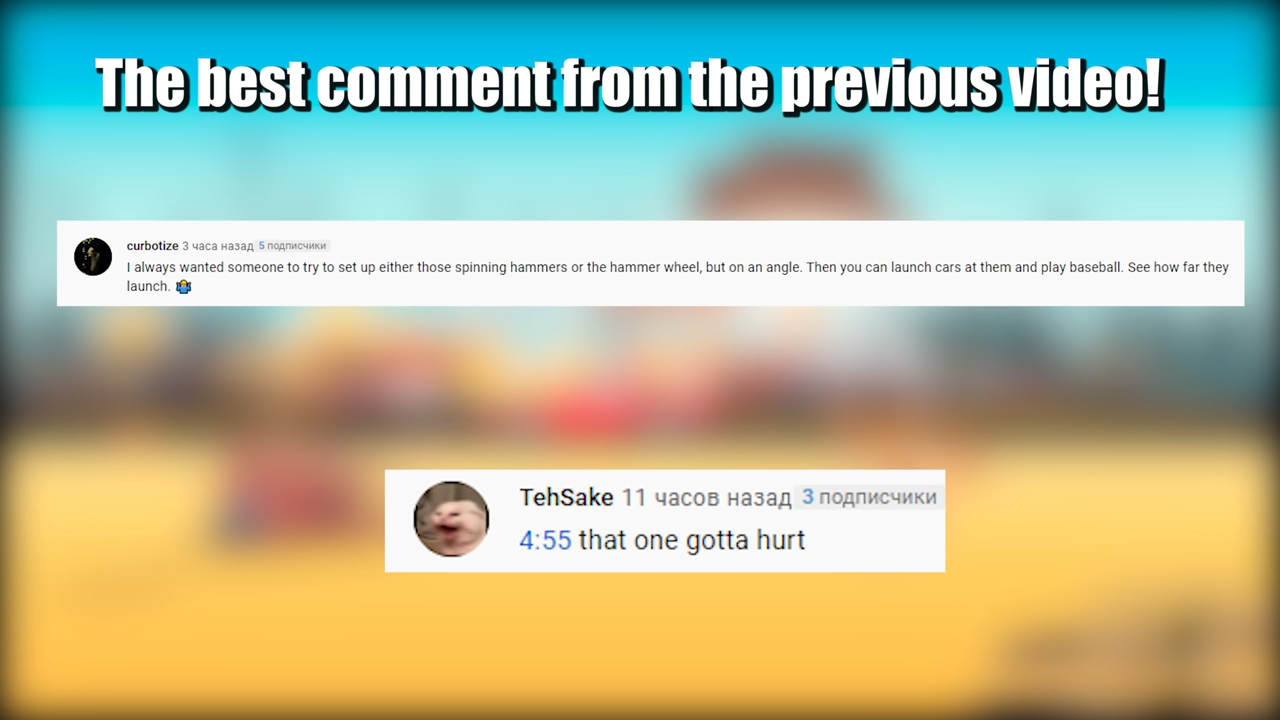 The best comment from the previous video!
curbotize 3 часа назад 5 подписчики
I always wanted someone to try to set up either those spinning hammers or the hammer wheel, but on an angle. Then you can launch cars at them and play baseball. See how far they
launch. 🤷
TehSake 11 часов назад 3 подписчики
4:55 that one gotta hurt